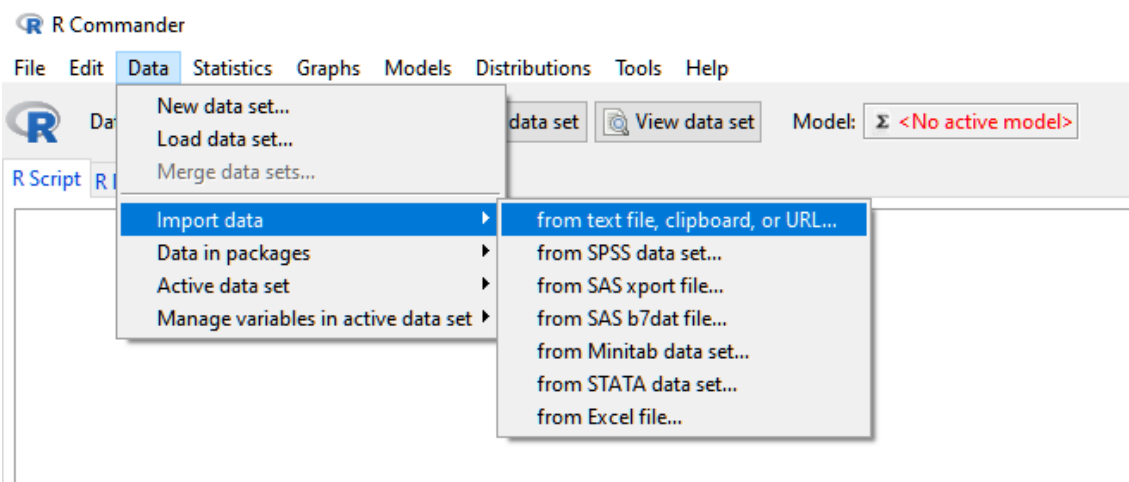 R R Commander
File Edit Data Statistics Graphs Models Distributions Tools Help
New data set...
R data set View data set Model: Σ <No active model>
Load data set...
Merge data sets...
R Script R
Import data from text file, clipboard, or URL...
Data in packages from SPSS data set...
Active data set from SAS xport file...
Manage variables in active data set from SAS b7dat file...
from Minitab data set...
from STATA data set...
from Excel file...